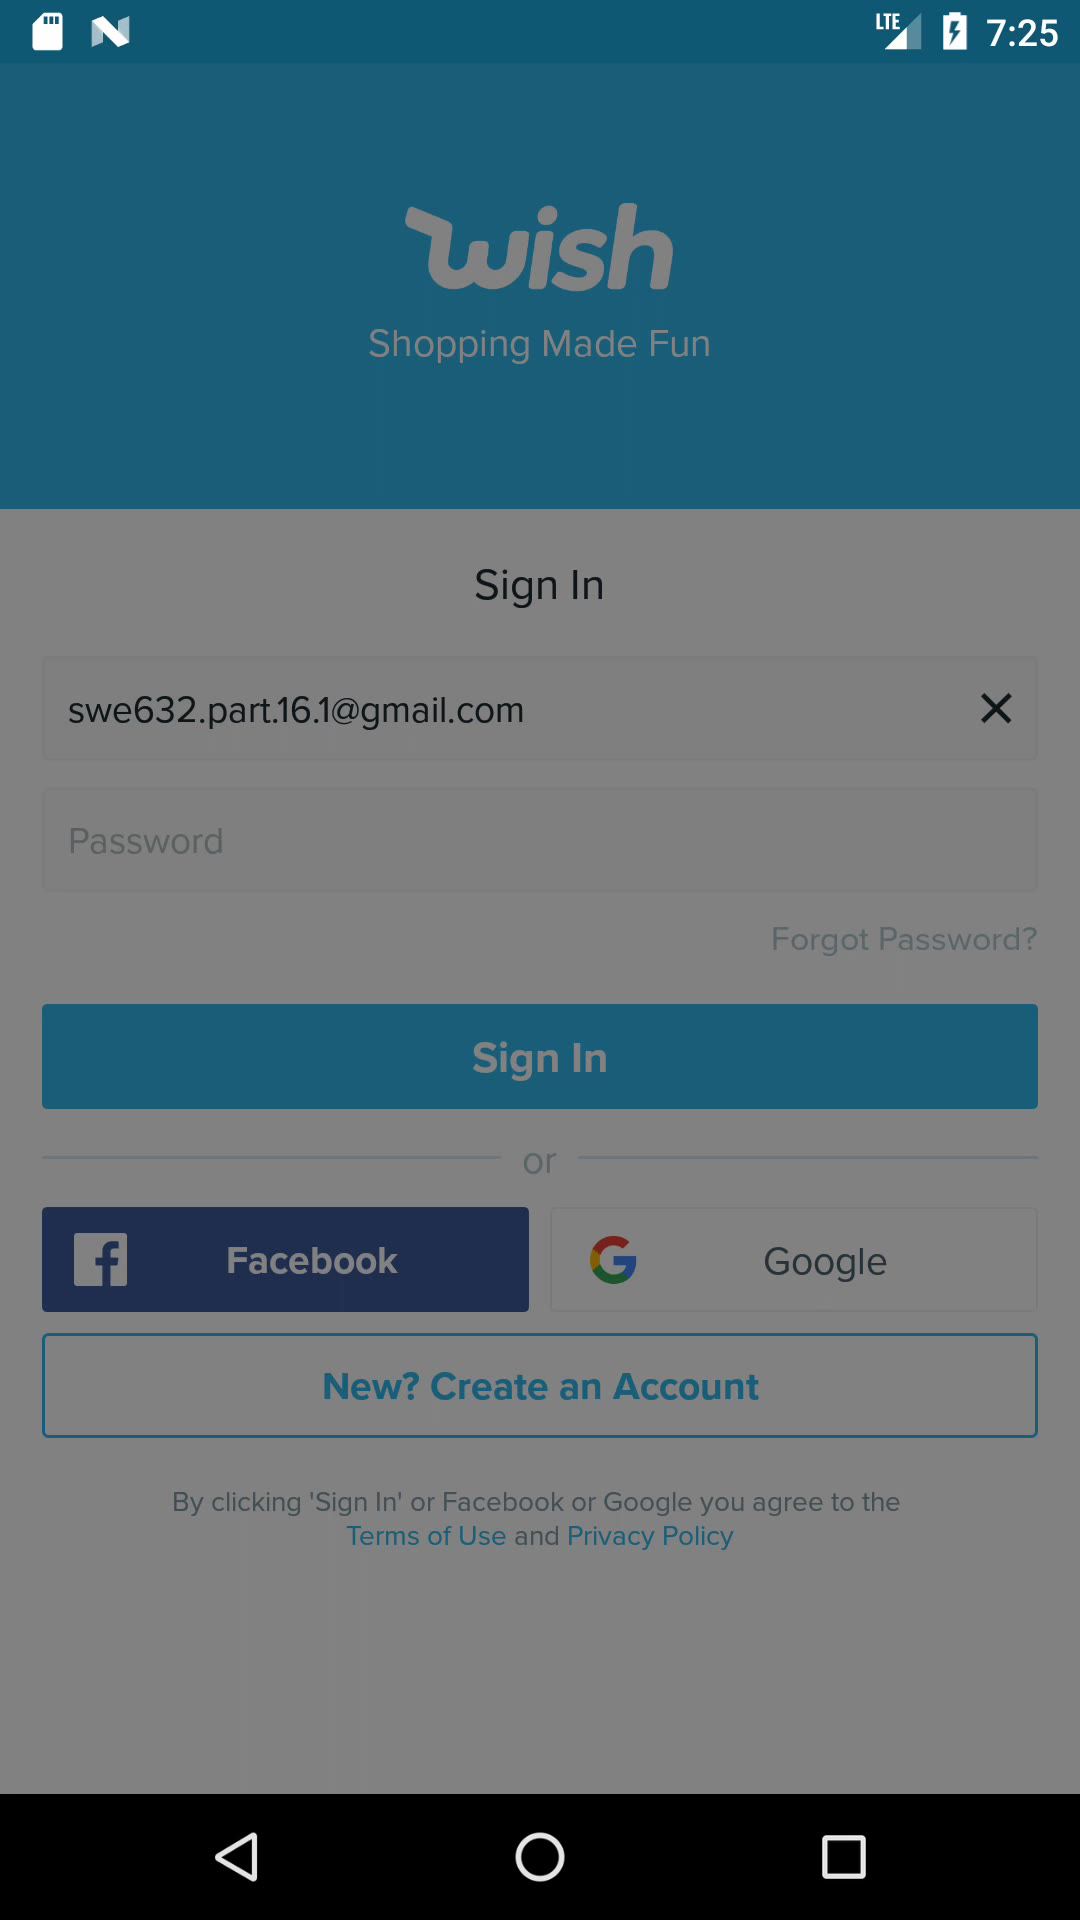 LTE 7:25
wish
Shopping Made Fun
Sign In
swe632.part.16.1@gmail.com
Password
Forgot Password?
Sign In
or
Facebook
Google
New? Create an Account
By clicking 'Sign In' or Facebook or Google you agree to the
Terms of Use and Privacy Policy